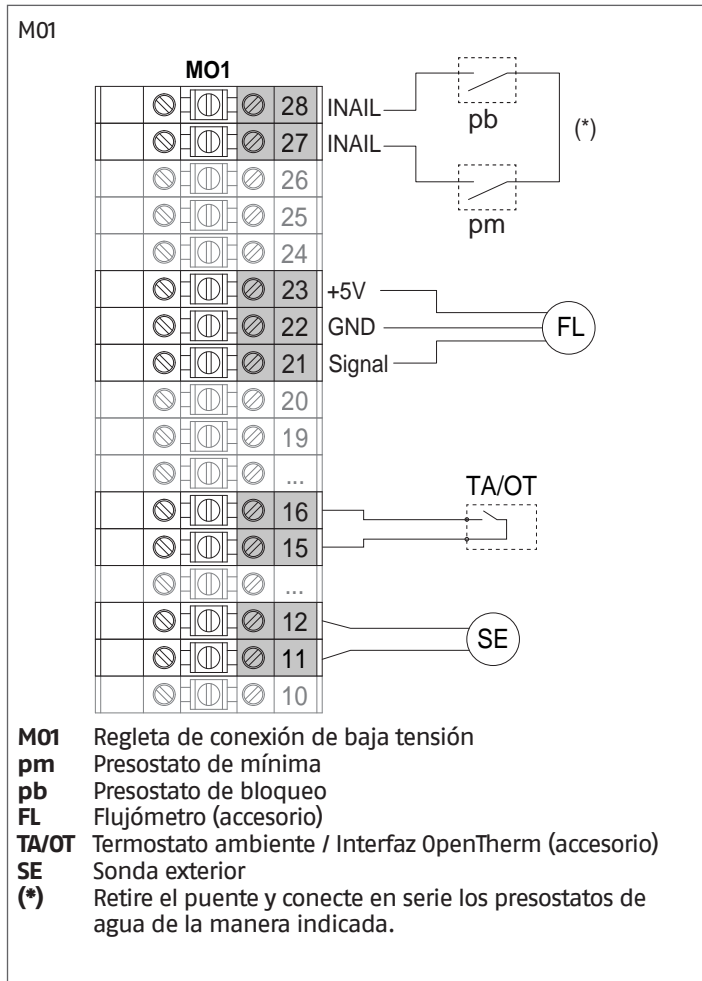 M01
MO1
28 INAIL
27 INAIL
pb
(*)
pm
26
25
24
23 +5V
22 GND
21 Signal
FL
20
19
...
TA/OT
16
15
...
12
11
SE
10
M01 Regleta de conexión de baja tensión
pm Presostato de mínima
pb Presostato de bloqueo
FL Flujómetro (accesorio)
TA/OT Termostato ambiente / Interfaz OpenTherm (accesorio)
SE Sonda exterior
(*) Retire el puente y conecte en serie los presostatos de
agua de la manera indicada.